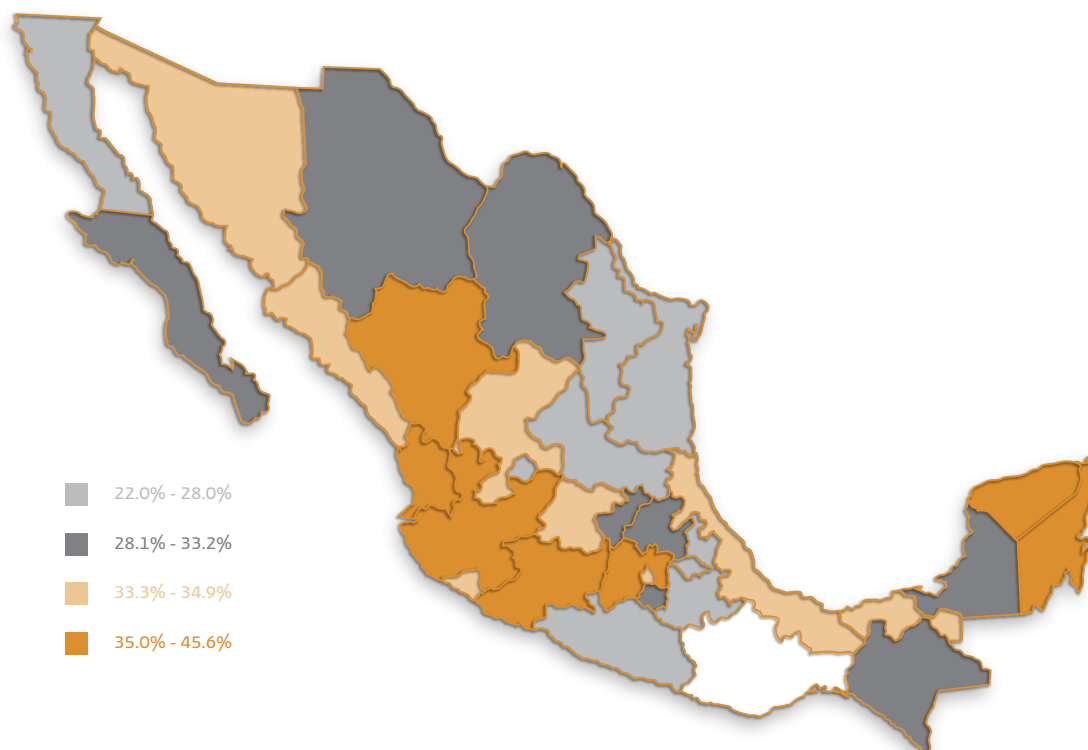 22.0% - 28.0%
28.1% - 33.2%
33.3% - 34.9%
35.0% - 45.6%